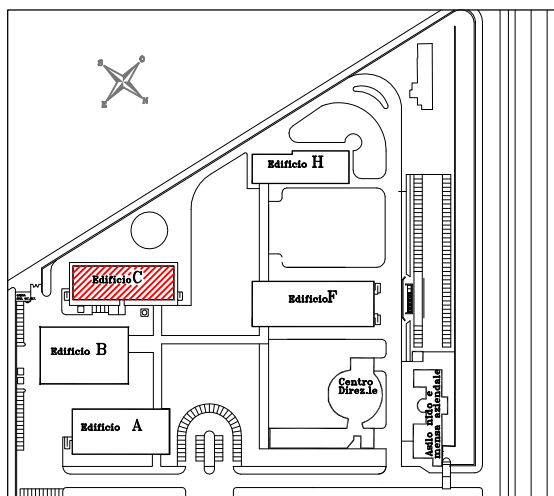 S
O
E
N
Edificio H
Edificio C
Edificio F
Edificio B
Centro
Direz.le
Edificio A
Asilo nido e
mensa aziendale